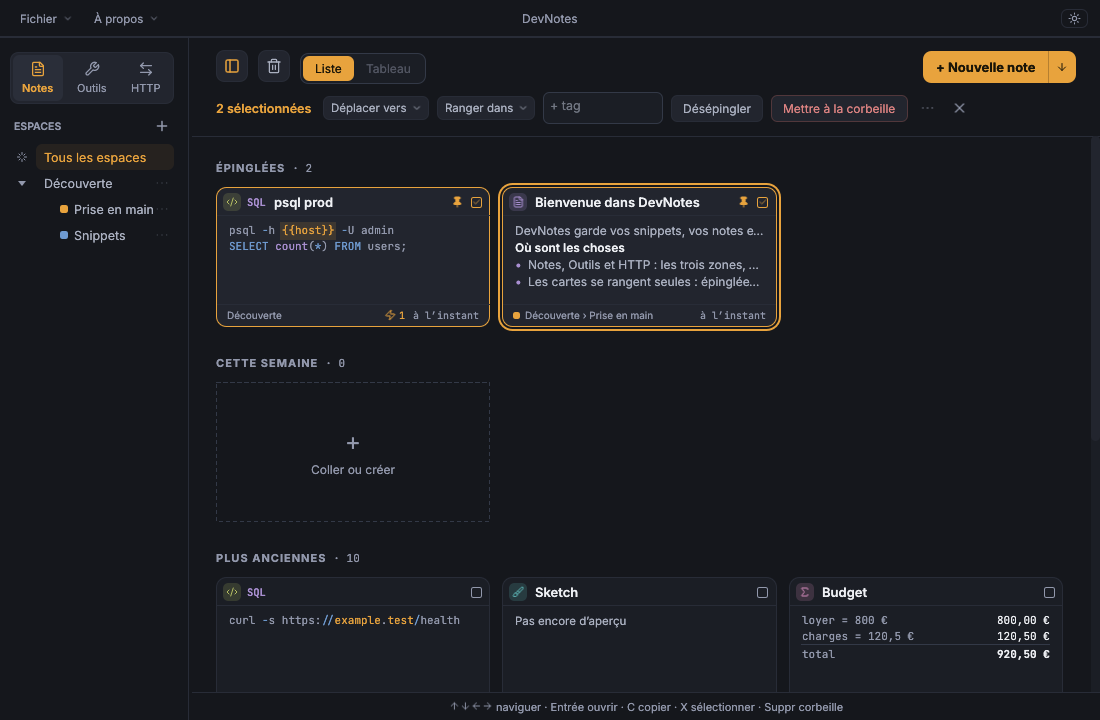 Fichier À propos DevNotes
Notes Outils HTTP
ESPACES +
Tous les espaces
Découverte ...
Prise en main ...
Snippets ...
Liste Tableau
+ Nouvelle note
2 sélectionnées Déplacer vers Ranger dans + tag Désépingler Mettre à la corbeille ...
ÉPINGLÉES · 2
</> SQL psql prod
psql -h {{host}} -U admin
SELECT count(*) FROM users;
Découverte 1 à l’instant
Bienvenue dans DevNotes
DevNotes garde vos snippets, vos notes e...
Où sont les choses
• Notes, Outils et HTTP : les trois zones, ...
• Les cartes se rangent seules : épinglée...
Découverte › Prise en main à l’instant
CETTE SEMAINE · 0
+
Coller ou créer
PLUS ANCIENNES · 10
</> SQL
curl -s https://example.test/health
Sketch
Pas encore d’aperçu
Σ Budget
loyer = 800 € 800,00 €
charges = 120,5 € 120,50 €
total 920,50 €
↑↓←→ naviguer · Entrée ouvrir · C copier · X sélectionner · Suppr corbeille